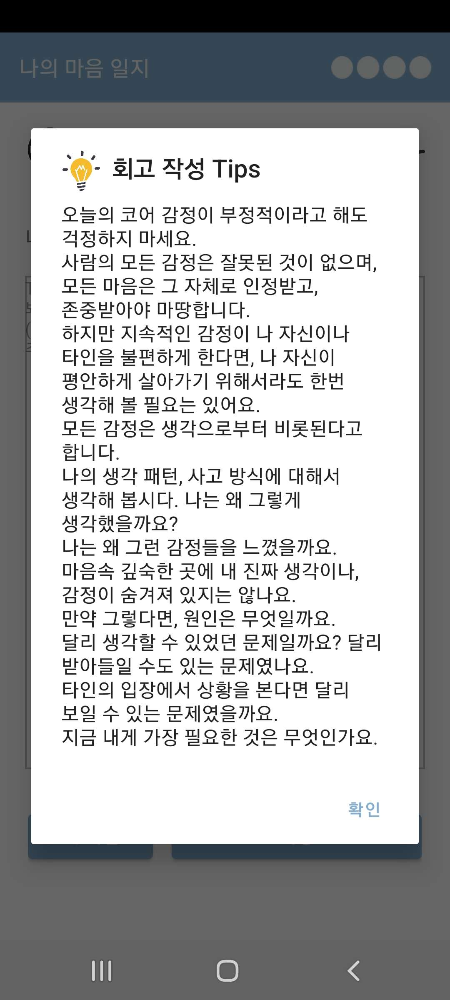 나의 마음 일지
회고 작성 Tips
오늘의 코어 감정이 부정적이라고 해도
걱정하지 마세요.
사람의 모든 감정은 잘못된 것이 없으며,
모든 마음은 그 자체로 인정받고,
존중받아야 마땅합니다.
하지만 지속적인 감정이 나 자신이나
타인을 불편하게 한다면, 나 자신이
평안하게 살아가기 위해서라도 한번
생각해 볼 필요는 있어요.
모든 감정은 생각으로부터 비롯된다고
합니다.
나의 생각 패턴, 사고 방식에 대해서
생각해 봅시다. 나는 왜 그렇게
생각했을까요?
나는 왜 그런 감정들을 느꼈을까요.
마음속 깊숙한 곳에 내 진짜 생각이나,
감정이 숨겨져 있지는 않나요.
만약 그렇다면, 원인은 무엇일까요.
달리 생각할 수 있었던 문제일까요? 달리
받아들일 수도 있는 문제였나요.
타인의 입장에서 상황을 본다면 달리
보일 수 있는 문제였을까요.
지금 내게 가장 필요한 것은 무엇인가요.
확인